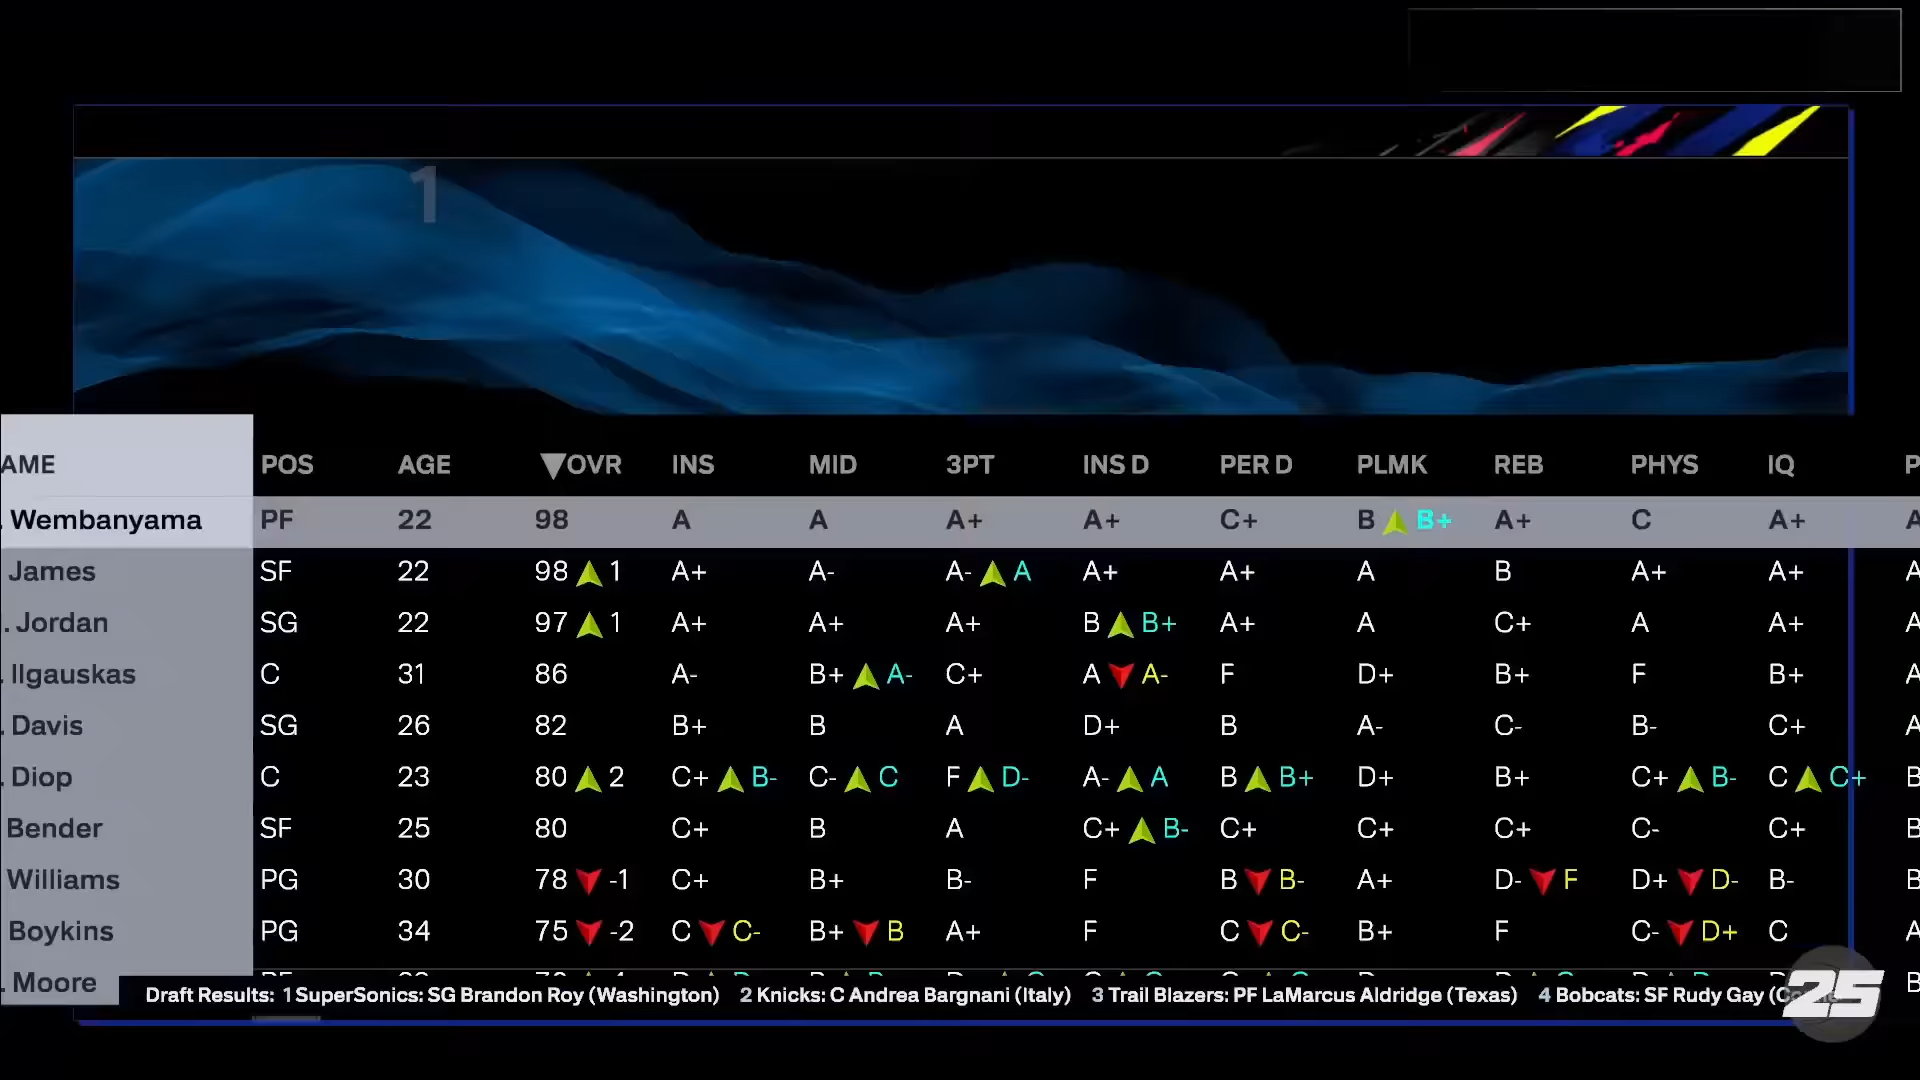 1
AME POS AGE OVR INS MID 3PT INS D PER D PLMK REB PHYS IQ P
. Wembanyama PF 22 98 A A A+ A+ C+ B B+ A+ C A+ A
James SF 22 98 1 A+ A- A- A A+ A+ A B A+ A+ A
. Jordan SG 22 97 1 A+ A+ A+ B B+ A+ A C+ A A+ A
. Ilgauskas C 31 86 A- B+ A- C+ A A- F D+ B+ F B+ A
. Davis SG 26 82 B+ B A D+ B A- C- B- C+ A
. Diop C 23 80 2 C+ B- C- C F D- A- A B B+ D+ B+ C+ B- C C+ B
Bender SF 25 80 C+ B A C+ B- C+ C+ C+ C- C+ B
Williams PG 30 78 -1 C+ B+ B- F B B- A+ D- F D+ D- B- B
Boykins PG 34 75 -2 C C- B+ B A+ F C C- B+ F C- D+ C A
. Moore
Draft Results: 1 SuperSonics: SG Brandon Roy (Washington) 2 Knicks: C Andrea Bargnani (Italy) 3 Trail Blazers: PF LaMarcus Aldridge (Texas) 4 Bobcats: SF Rudy Gay
25